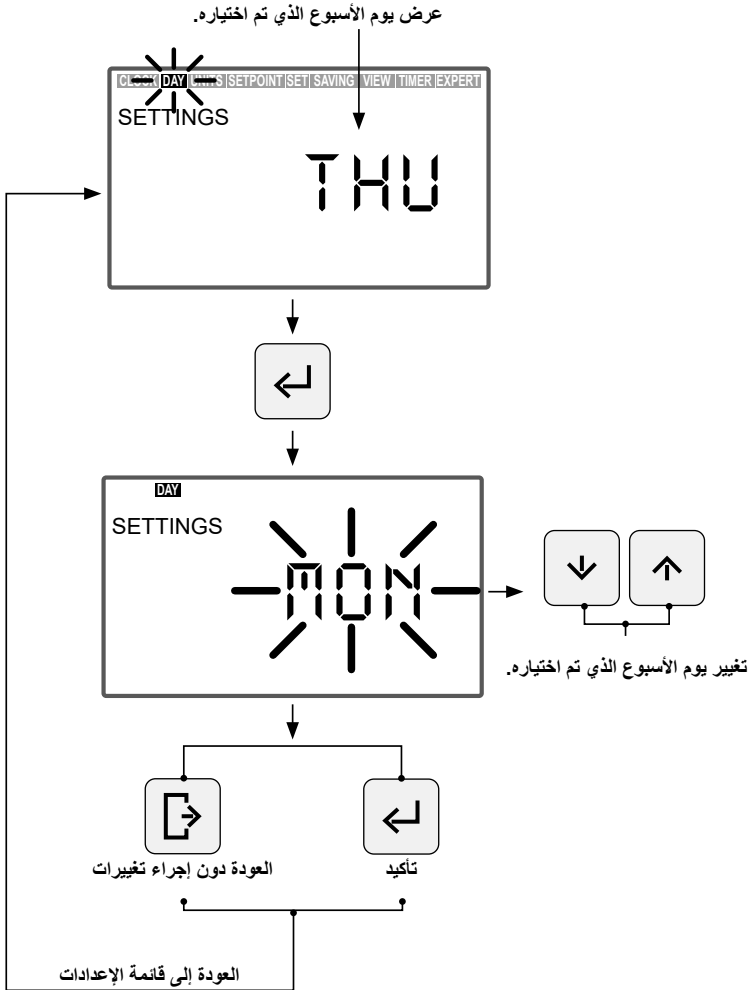 عرض يوم الأسبوع الذي تم اختياره.
CLOCK DAY UNITS SETPOINT SET SAVING VIEW TIMER EXPERT
SETTINGS
THU
DAY
SETTINGS
MON
تغيير يوم الأسبوع الذي تم اختياره.
العودة دون إجراء تغييرات
تأكيد
العودة إلى قائمة الإعدادات